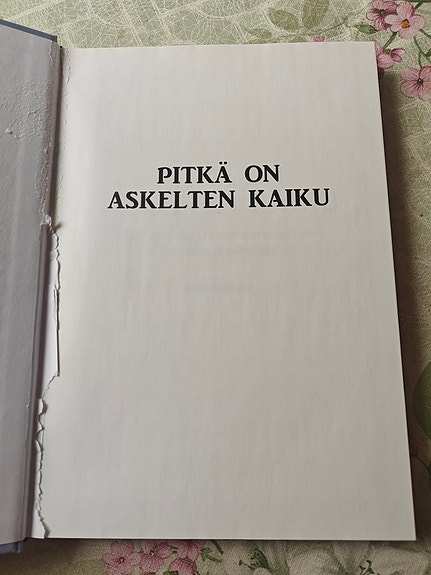 PITKÄ ON
ASKELTEN KAIKU